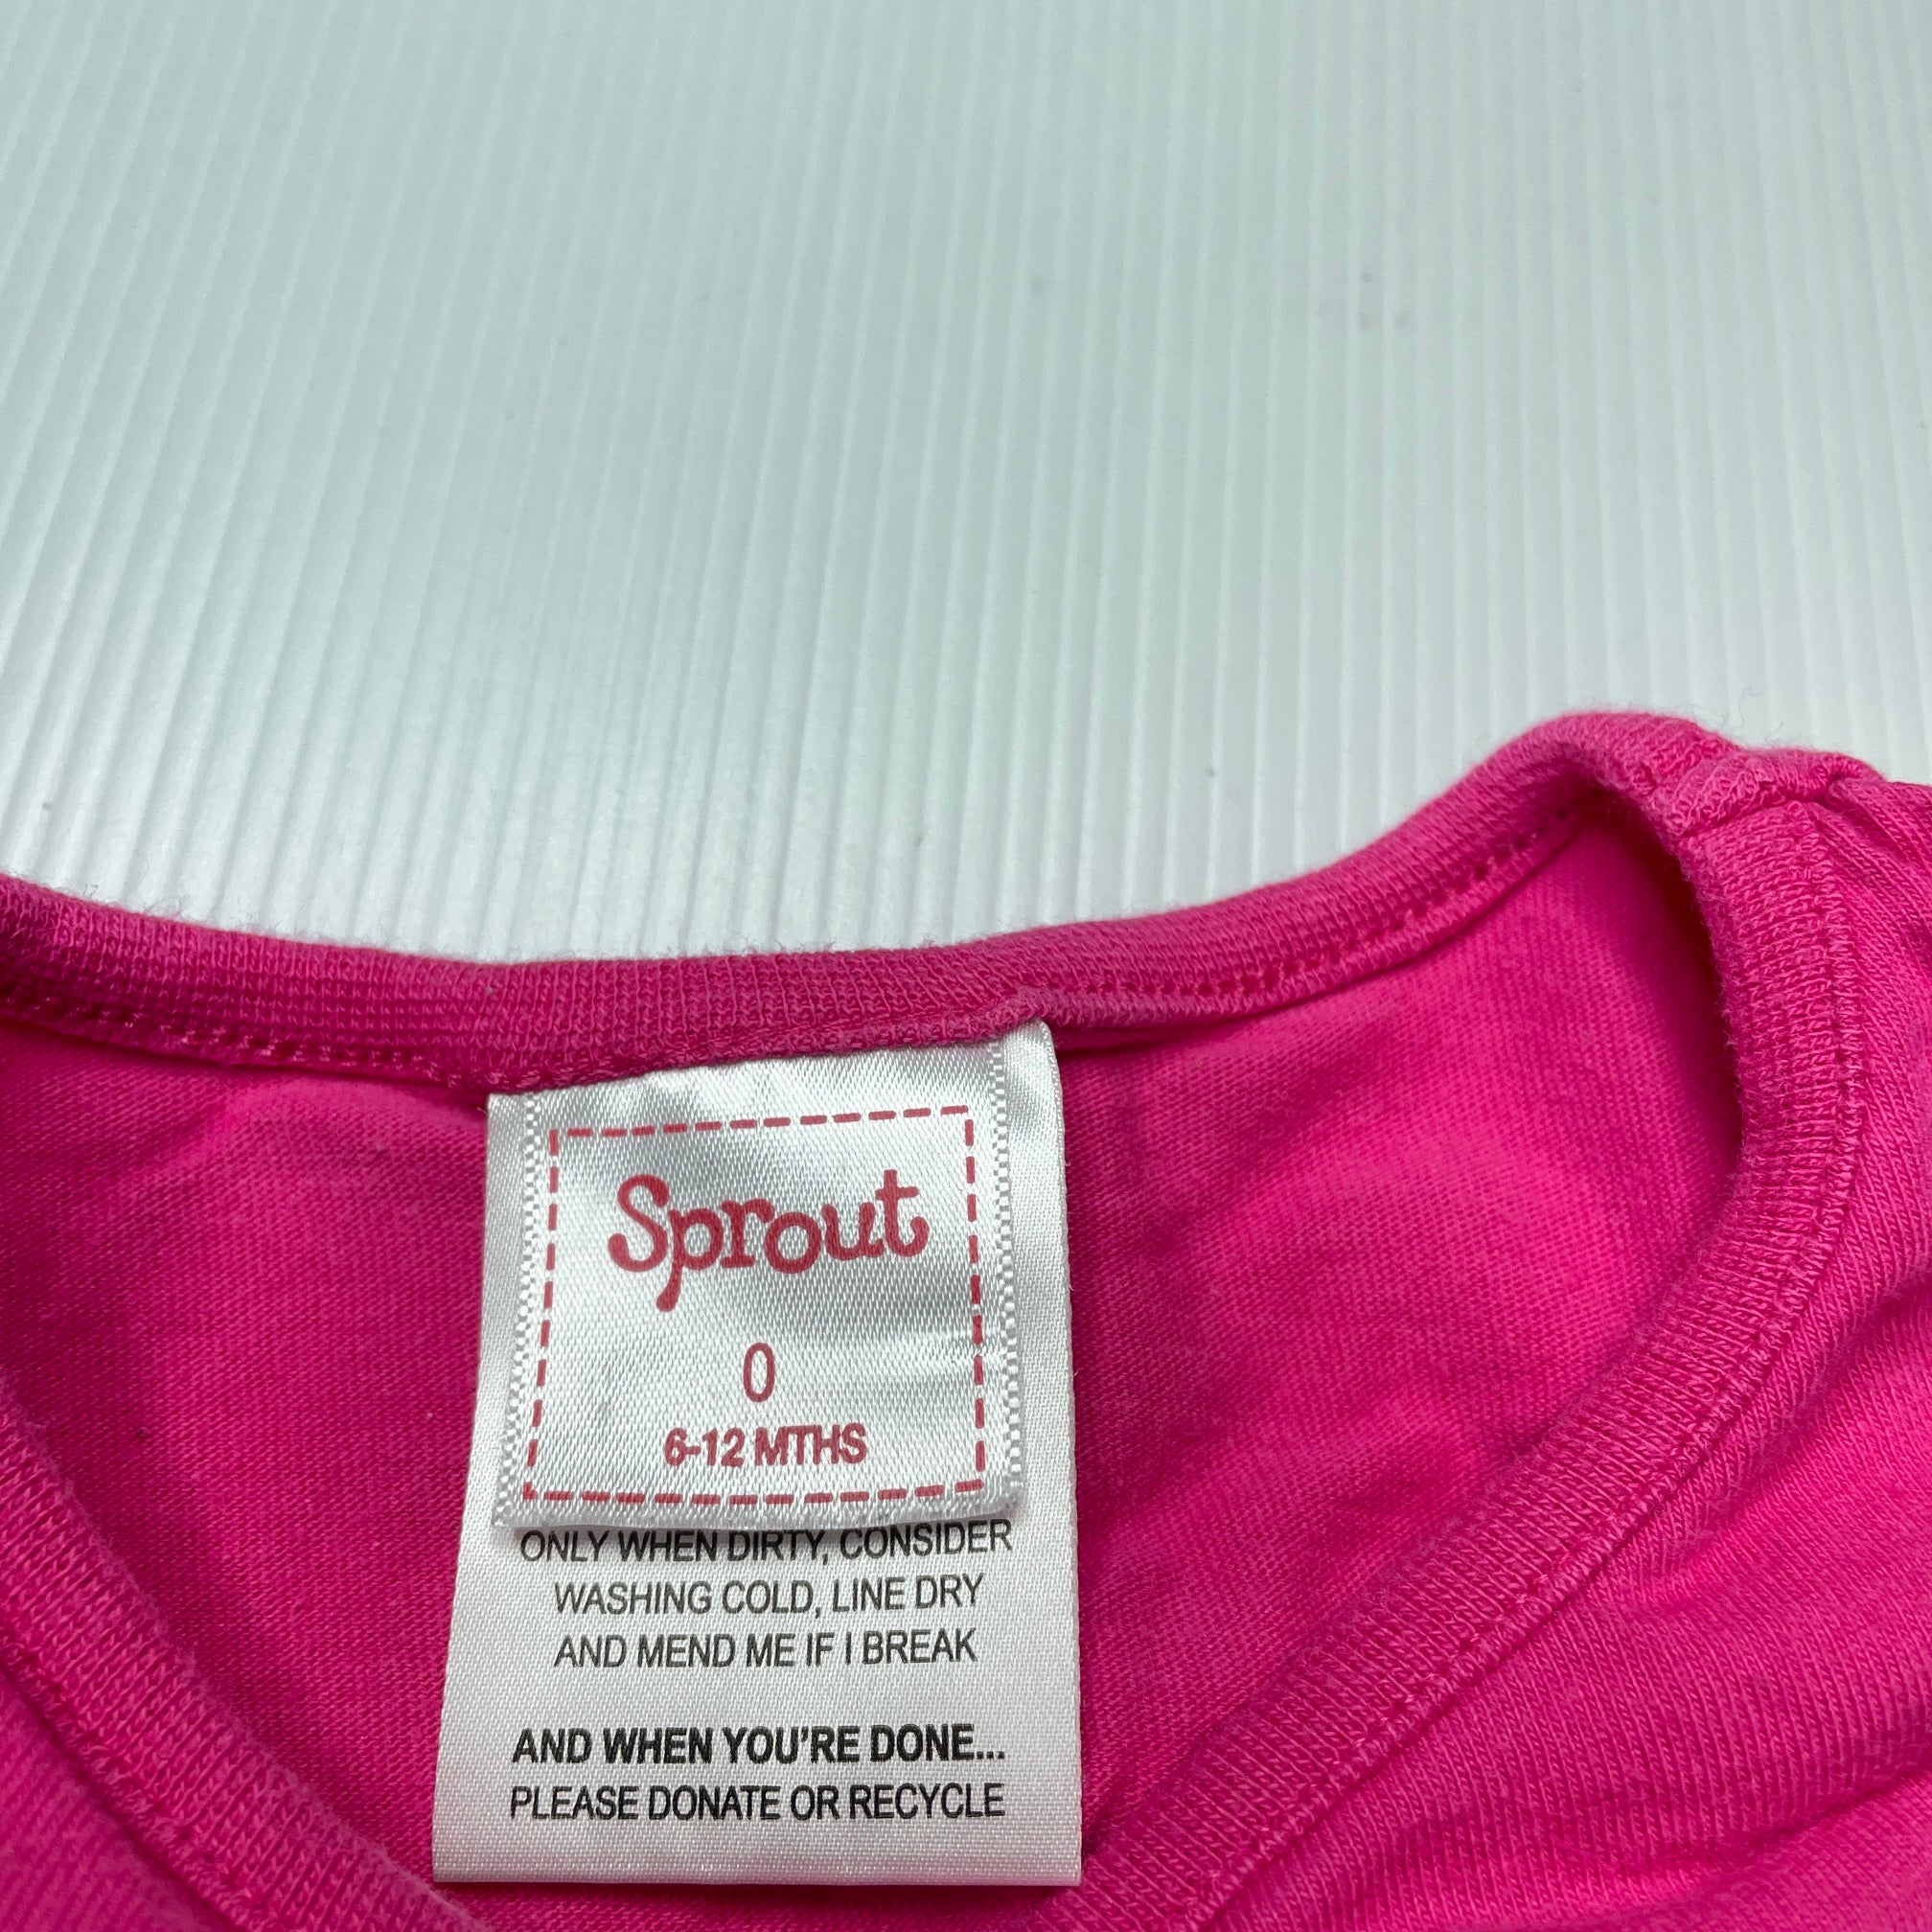 Sprout
0
6-12 MTHS
ONLY WHEN DIRTY, CONSIDER
WASHING COLD, LINE DRY
AND MEND ME IF I BREAK
AND WHEN YOU'RE DONE...
PLEASE DONATE OR RECYCLE